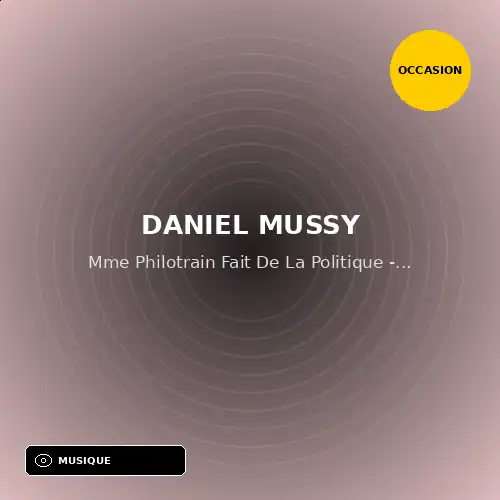 OCCASION
DANIEL MUSSY
Mme Philotrain Fait De La Politique -...
MUSIQUE